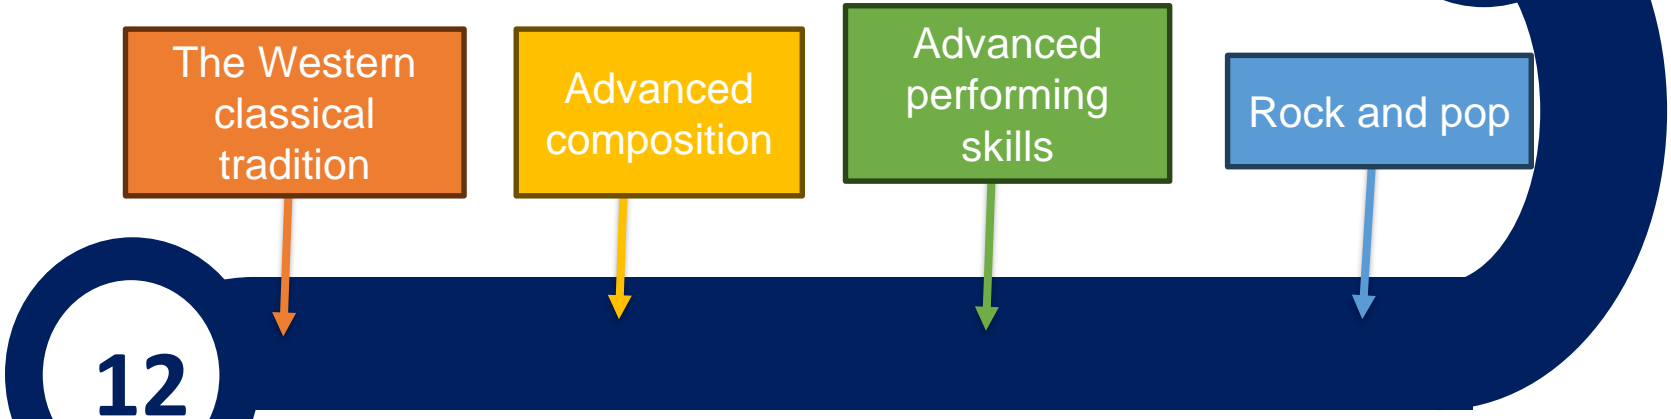 The Western
classical
tradition
Advanced
composition
Advanced
performing
skills
Rock and pop
12